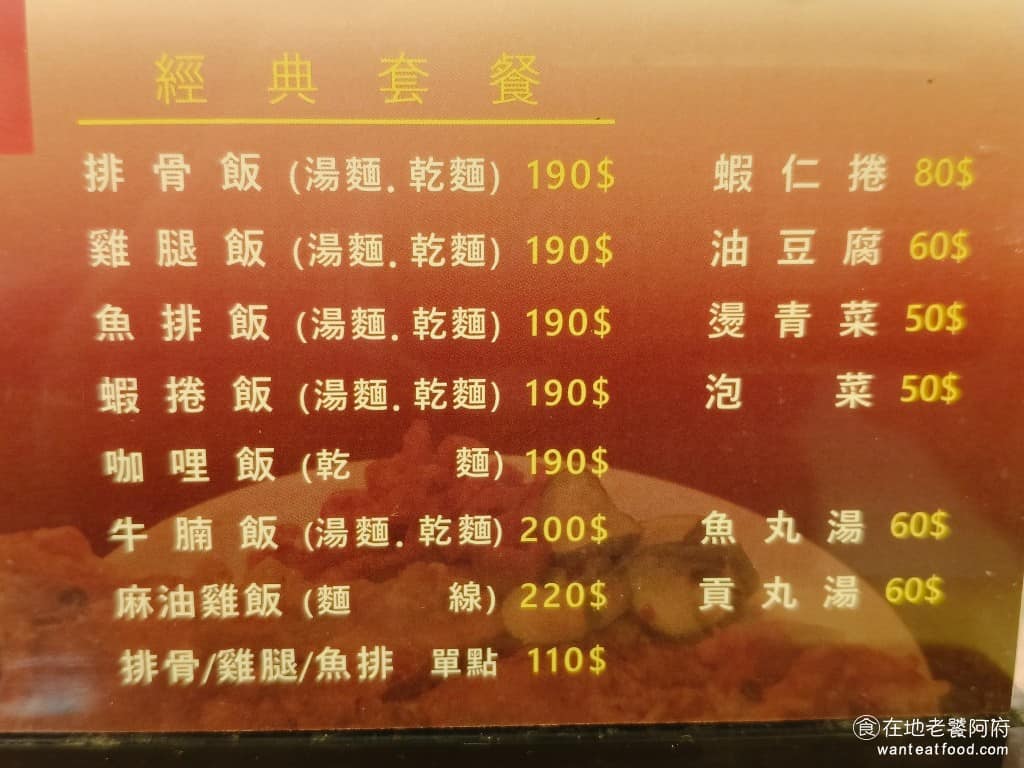 經典套餐
排骨飯 (湯麵.乾麵) 190$
雞腿飯 (湯麵.乾麵) 190$
魚排飯 (湯麵.乾麵) 190$
蝦捲飯 (湯麵.乾麵) 190$
咖哩飯 (乾 麵) 190$
牛腩飯 (湯麵.乾麵) 200$
麻油雞飯 (麵 線) 220$
排骨/雞腿/魚排 單點 110$
蝦仁捲 80$
油豆腐 60$
燙青菜 50$
泡菜 50$
魚丸湯 60$
貢丸湯 60$
食 在地老饕阿府
wanteatfood.com